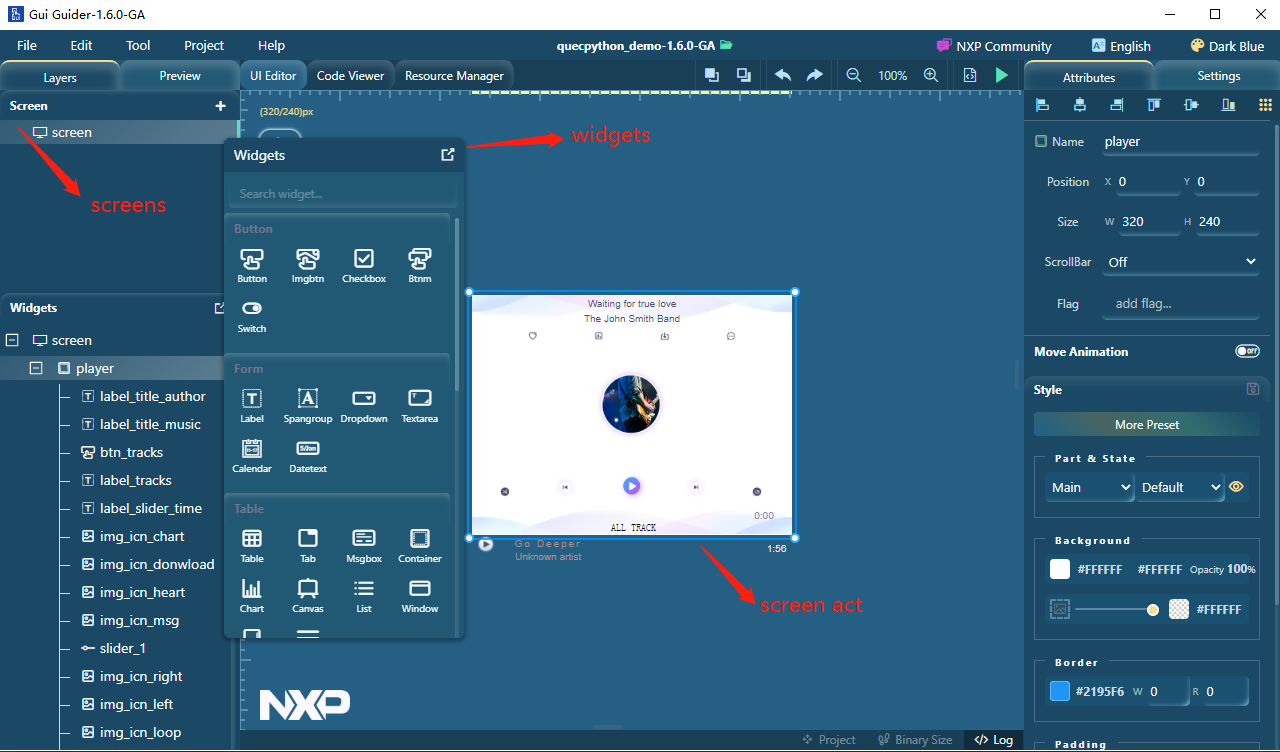 Gui Guider-1.6.0-GA
File Edit Tool Project Help
quecpython_demo-1.6.0-GA
NXP Community
English
Dark Blue
Layers
Preview
UI Editor
Code Viewer
Resource Manager
100%
Attributes
Settings
Screen
+
screen
screens
(320/240)px
Widgets
widgets
Search widget...
Button
Button Imgbtn Checkbox Btnm
Switch
Form
Label Spangroup Dropdown Textarea
Calendar Datetext
Table
Table Tab Msgbox Container
Chart Canvas List Window
Widgets
screen
player
label_title_author
label_title_music
btn_tracks
label_tracks
label_slider_time
img_icn_chart
img_icn_donwload
img_icn_heart
img_icn_msg
slider_1
img_icn_right
img_icn_left
img_icn_loop
Waiting for true love
The John Smith Band
0:00
ALL TRACK
Go Deeper
Unknown artist
1:56
screen act
NXP
Project
Binary Size
Log
Name player
Position X 0 Y 0
Size W 320 H 240
ScrollBar Off
Flag add flag...
Move Animation OFF
Style
More Preset
Part & State
Main Default
Background
#FFFFFF #FFFFFF Opacity 100%
#FFFFFF
Border
#2195F6 W 0 R 0
Padding